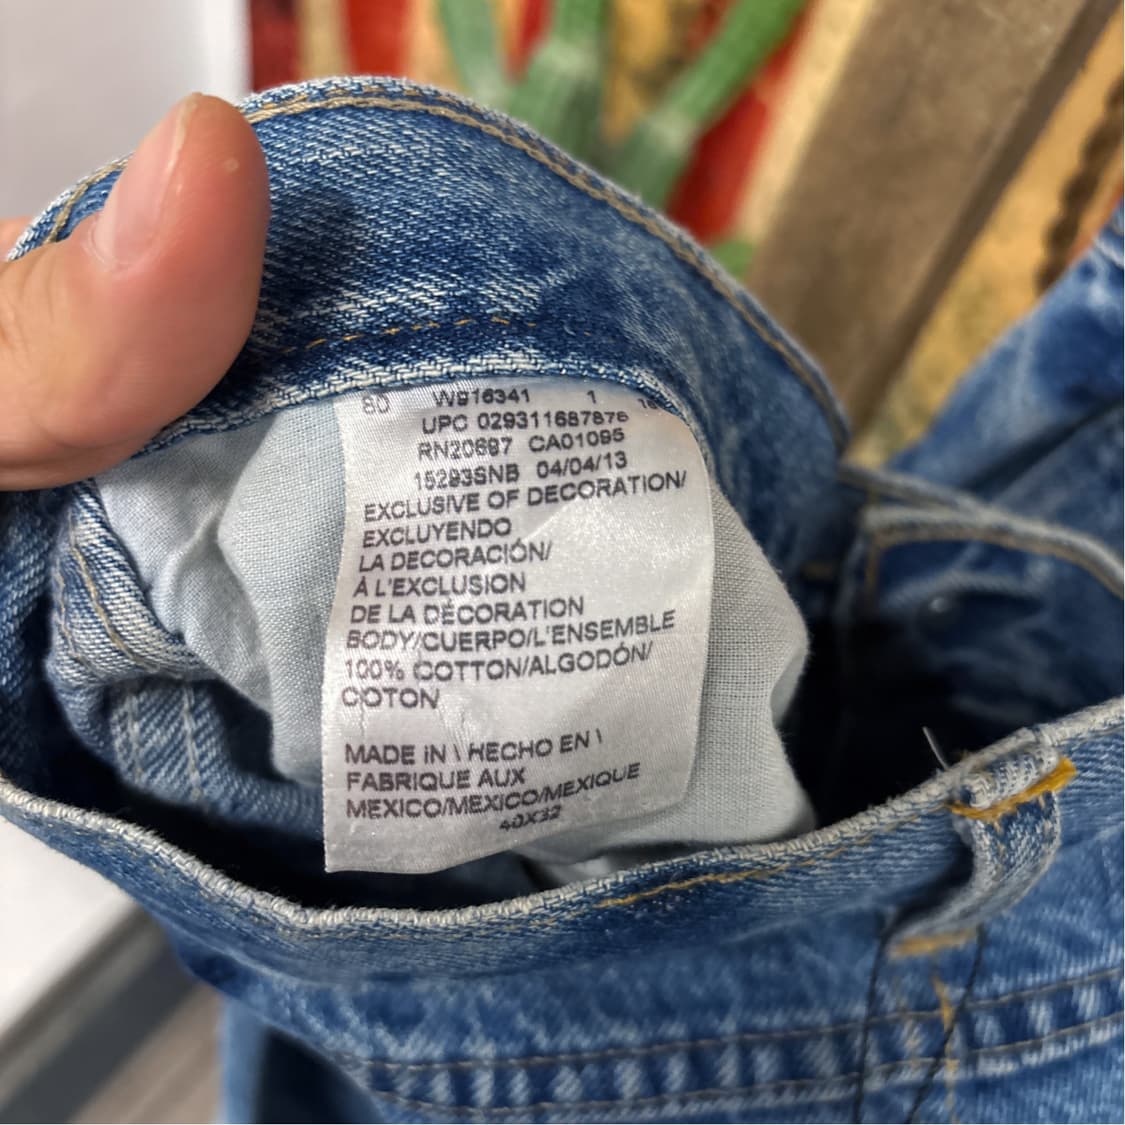 80 W916341 1
UPC 029311687876
RN20697 CA01095
15293SNB 04/04/13
EXCLUSIVE OF DECORATION/
EXCLUYENDO
LA DECORACIÓN/
À L'EXCLUSION
DE LA DÉCORATION
BODY/CUERPO/L'ENSEMBLE
100% COTTON/ALGODÓN/
COTON
MADE IN \ HECHO EN \
FABRIQUE AUX
MEXICO/MEXICO/MEXIQUE
40X32